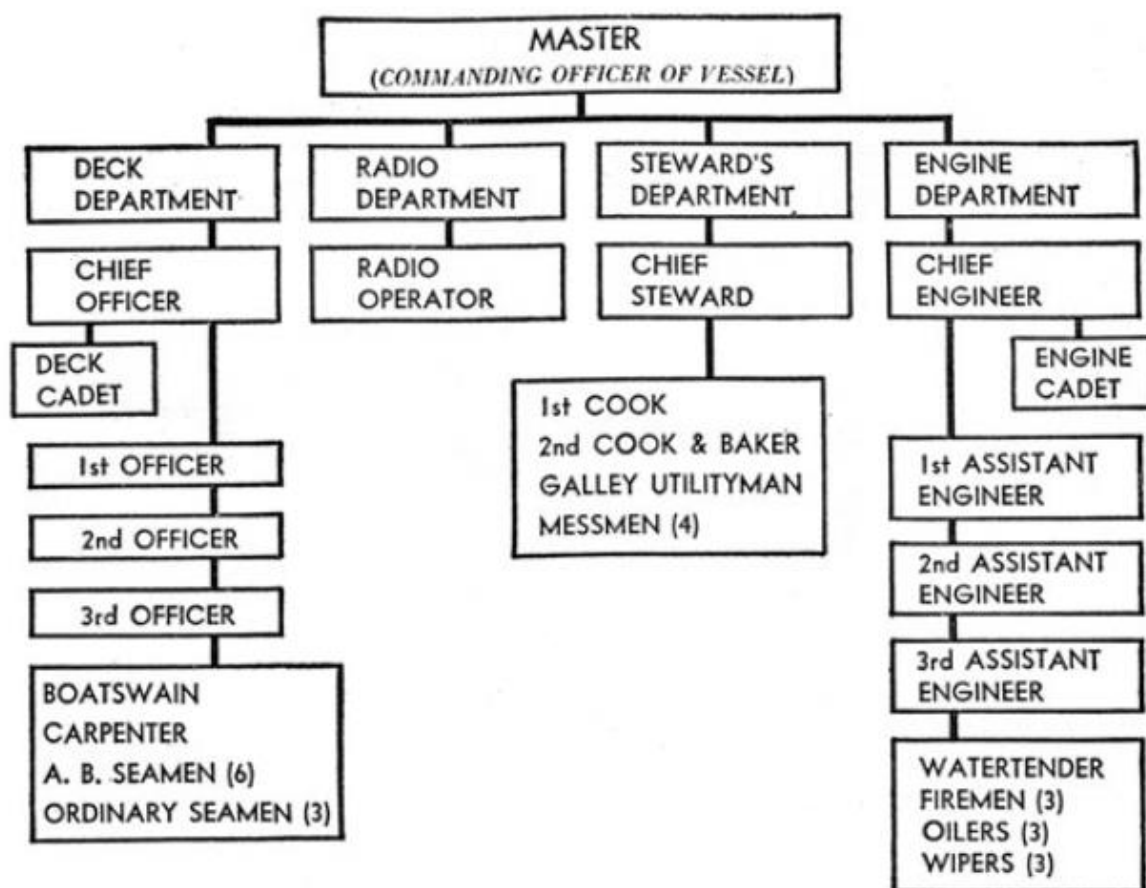 MASTER
(COMMANDING OFFICER OF VESSEL)
DECK
DEPARTMENT
RADIO
DEPARTMENT
STEWARD'S
DEPARTMENT
ENGINE
DEPARTMENT
CHIEF
OFFICER
RADIO
OPERATOR
CHIEF
STEWARD
CHIEF
ENGINEER
DECK
CADET
ENGINE
CADET
1st OFFICER
2nd OFFICER
3rd OFFICER
BOATSWAIN
CARPENTER
A. B. SEAMEN (6)
ORDINARY SEAMEN (3)
1st COOK
2nd COOK & BAKER
GALLEY UTILITYMAN
MESSMEN (4)
1st ASSISTANT
ENGINEER
2nd ASSISTANT
ENGINEER
3rd ASSISTANT
ENGINEER
WATERTENDER
FIREMEN (3)
OILERS (3)
WIPERS (3)